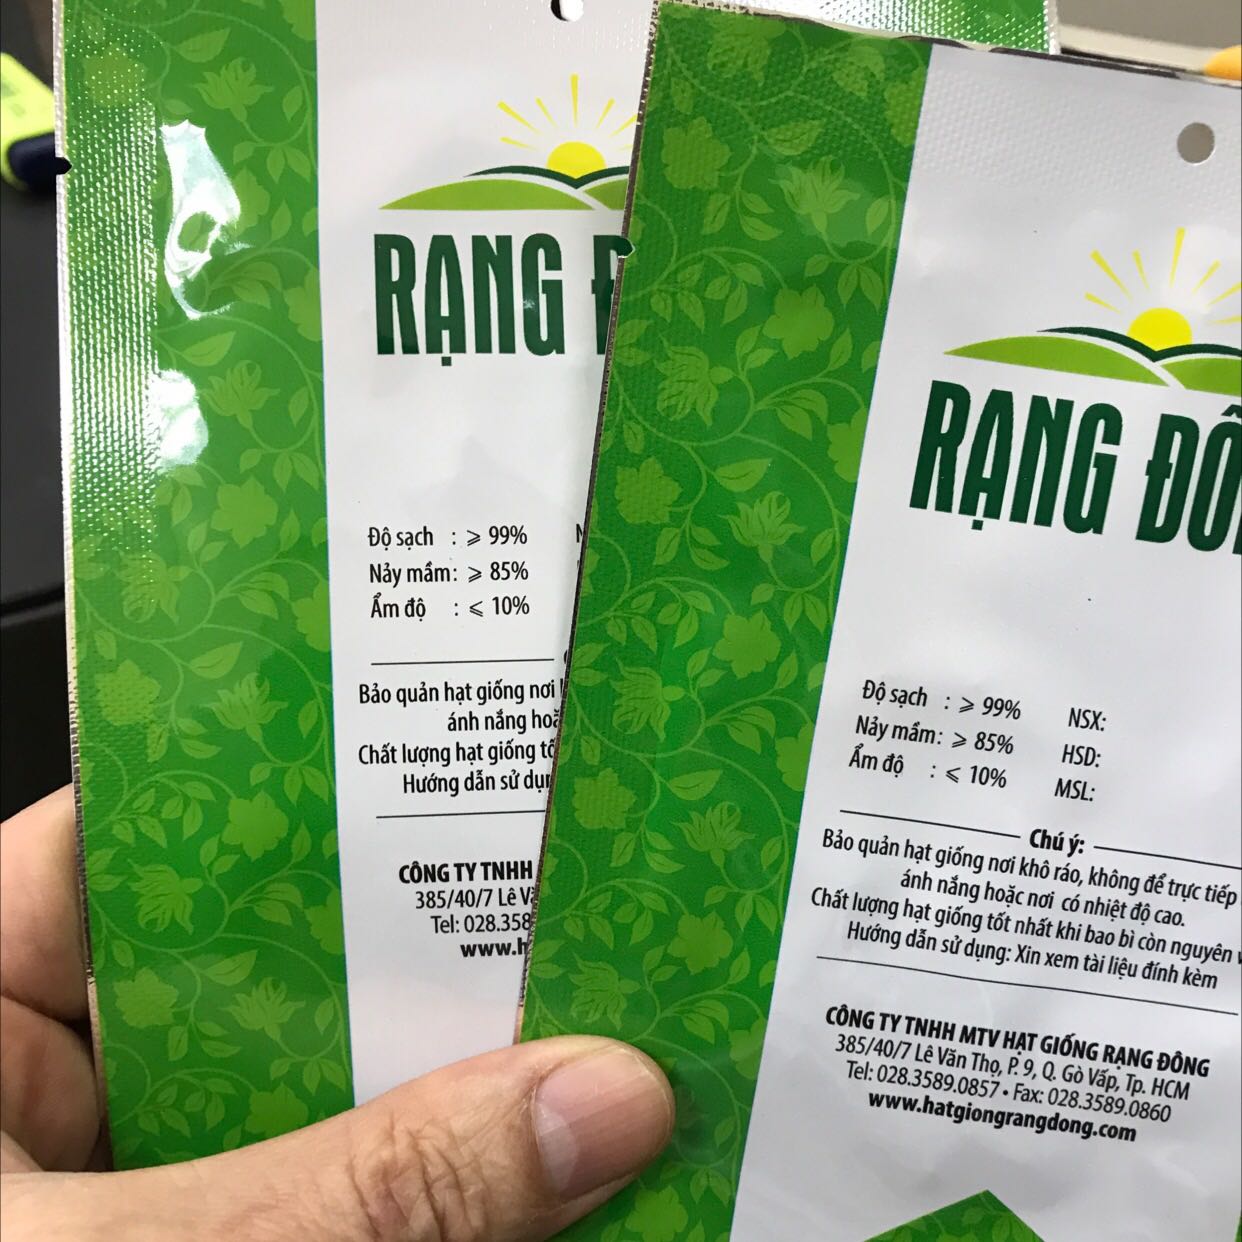 RẠNG
Độ sạch : ⩾ 99%
Nảy mầm: ⩾ 85%
Ẩm độ : ⩽ 10%
Bảo quản hạt giống nơi
ánh nắng
Chất lượng hạt giống
Hướng dẫn sử
CÔNG TY TNHH
385/40/7 Lê
Tel: 028.358
www.h
RẠNG ĐÔ
Độ sạch : ⩾ 99% NSX:
Nảy mầm: ⩾ 85% HSD:
Ẩm độ : ⩽ 10% MSL:
Chú ý:
Bảo quản hạt giống nơi khô ráo, không để trực tiếp
ánh nắng hoặc nơi có nhiệt độ cao.
Chất lượng hạt giống tốt nhất khi bao bì còn nguyên
Hướng dẫn sử dụng: Xin xem tài liệu đính kèm
CÔNG TY TNHH MTV HẠT GIỐNG RẠNG ĐÔNG
385/40/7 Lê Văn Thọ, P. 9, Q. Gò Vấp, Tp. HCM
Tel: 028.3589.0857 • Fax: 028.3589.0860
www.hatgiongrangdong.com